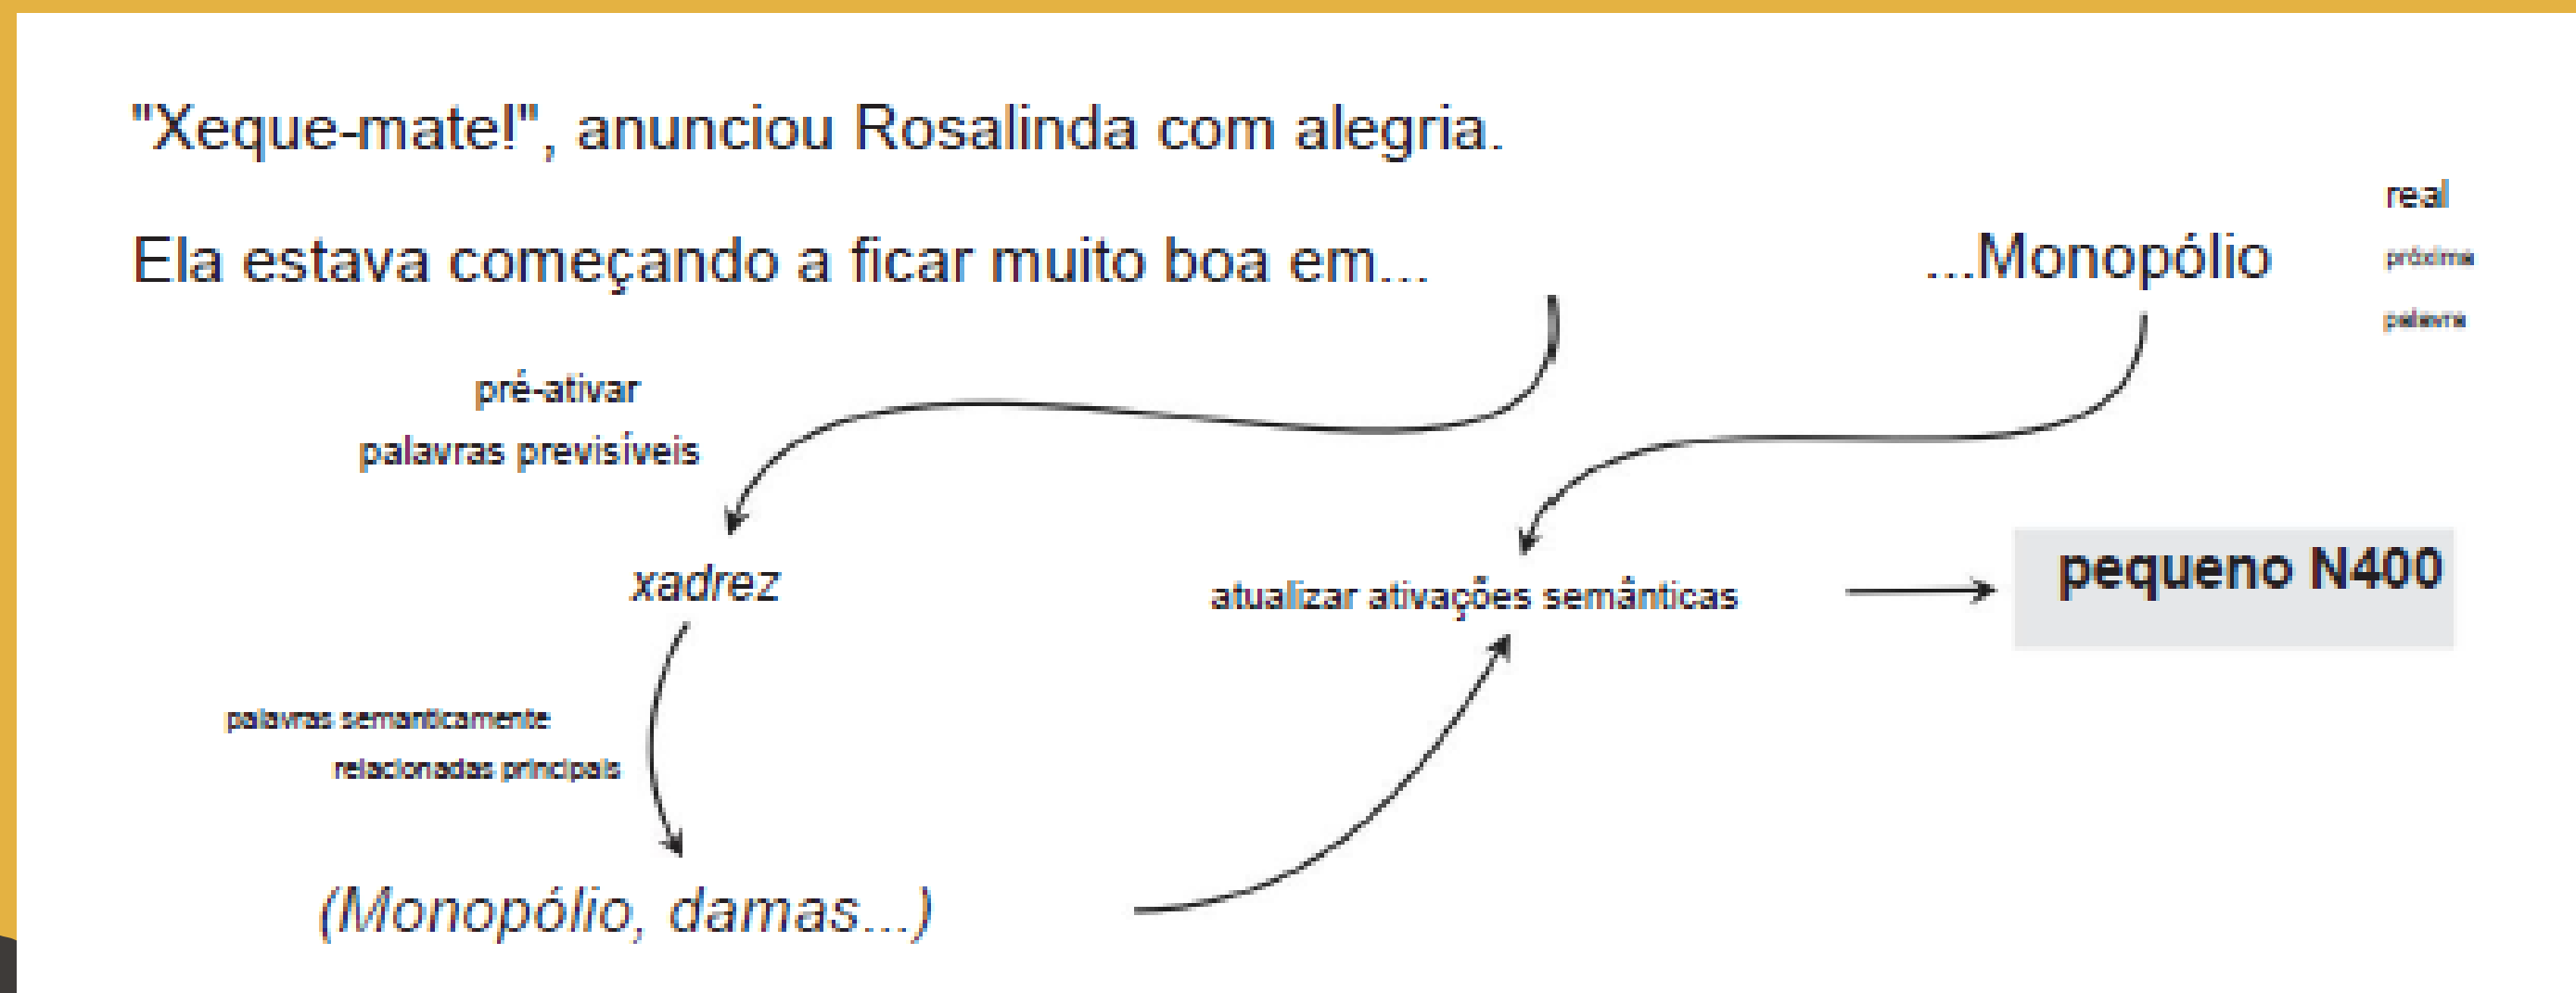 "Xeque-mate!", anunciou Rosalinda com alegria.
Ela estava começando a ficar muito boa em...
...Monopólio
real
próxima
palavra
pré-ativar
palavras previsíveis
xadrez
atualizar ativações semânticas
pequeno N400
palavras semanticamente
relacionadas principais
(Monopólio, damas...)